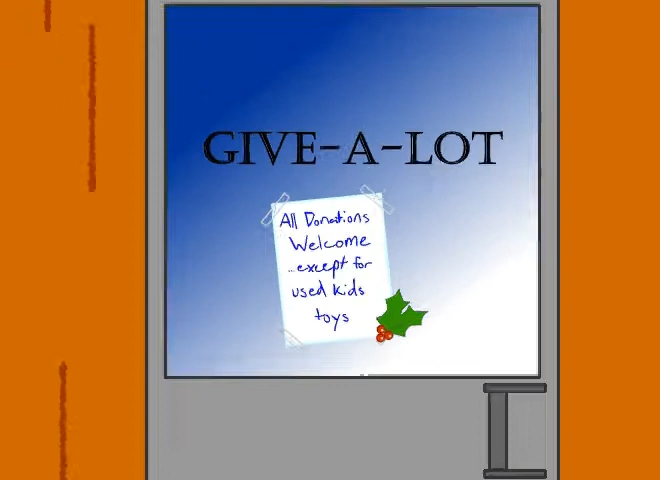 GIVE-A-LOT
All Donations
Welcome
...except for
used kids
toys